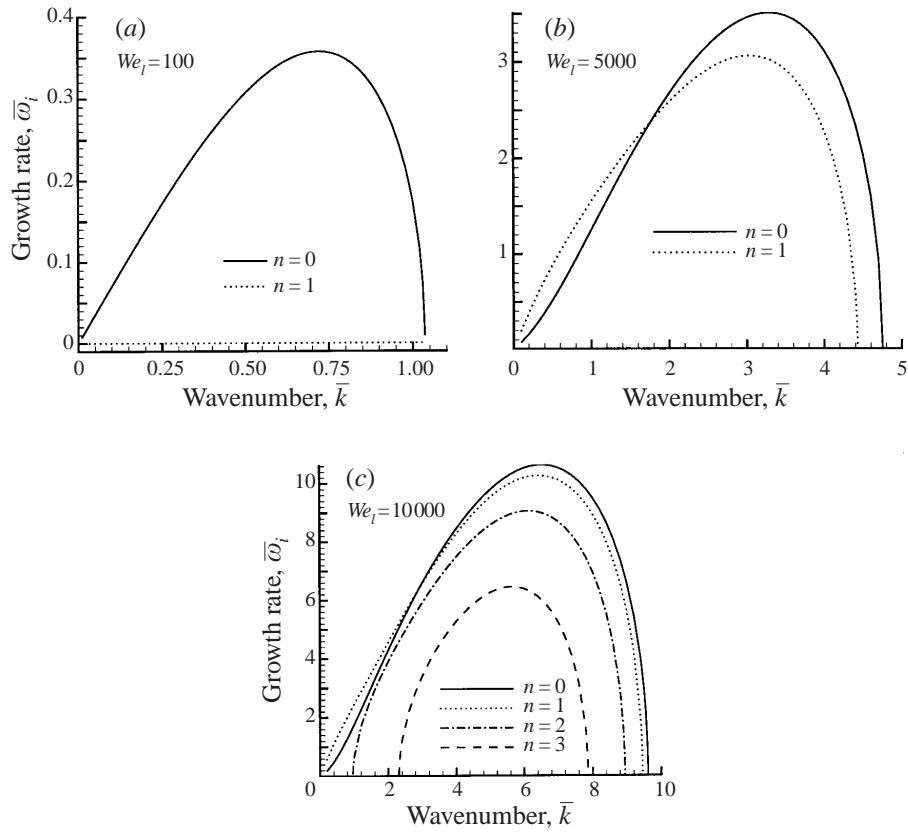 (a)
We_l = 100
Growth rate, ω̄_i
0.4
0.3
0.2
0.1
0
n = 0
n = 1
0 0.25 0.50 0.75 1.00
Wavenumber, k̄
(b)
We_l = 5000
3
2
1
n = 0
n = 1
0 1 2 3 4 5
Wavenumber, k̄
(c)
We_l = 10000
Growth rate, ω̄_i
10
8
6
4
2
n = 0
n = 1
n = 2
n = 3
0 2 4 6 8 10
Wavenumber, k̄